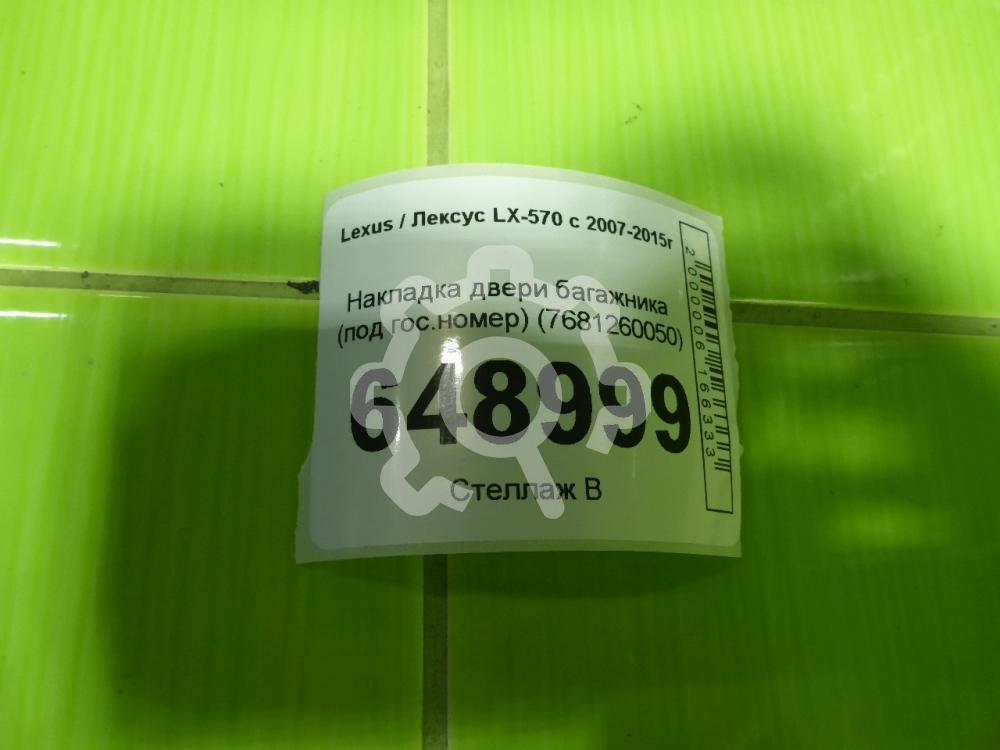 Lexus / Лексус LX-570 с 2007-2015г
Накладка двери багажника
(под гос.номер) (7681260050)
648999
Стеллаж В
2000006166333